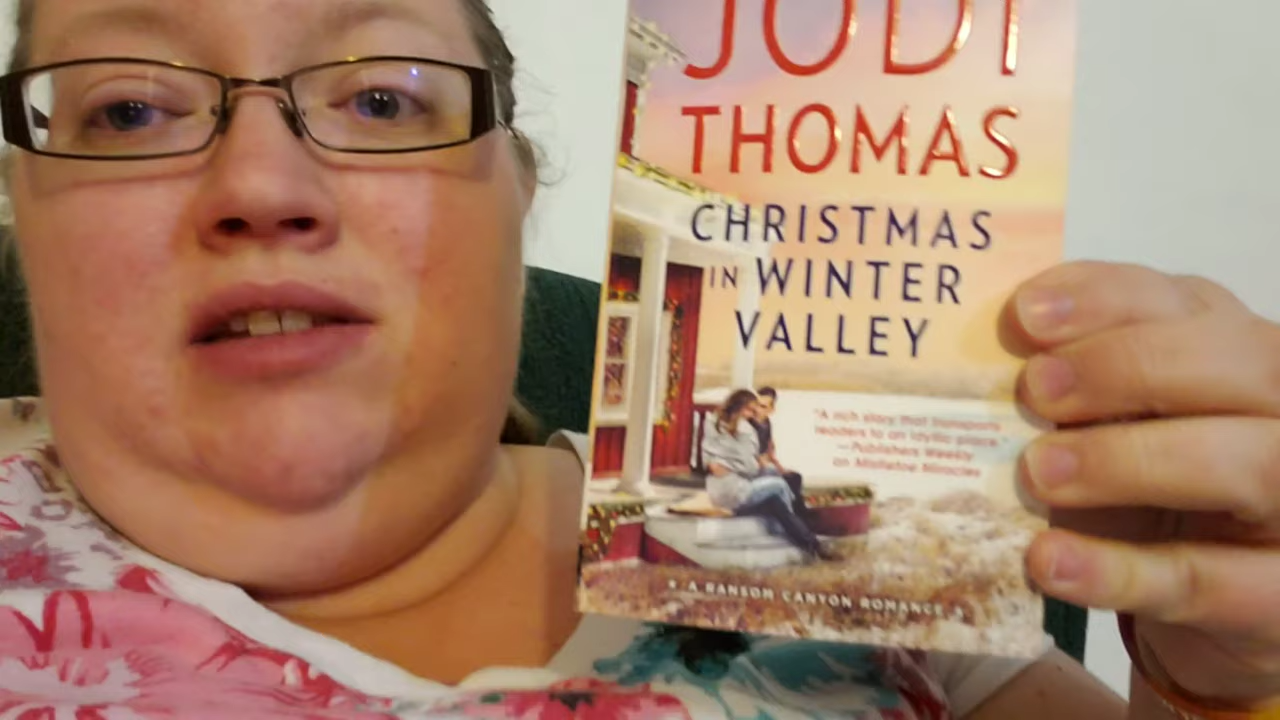 JODI
THOMAS
CHRISTMAS
IN WINTER
VALLEY
"A rich story that transports
readers to an idyllic place."
—Publishers Weekly
on Mistletoe Miracles
A RANSOM CANYON ROMANCE